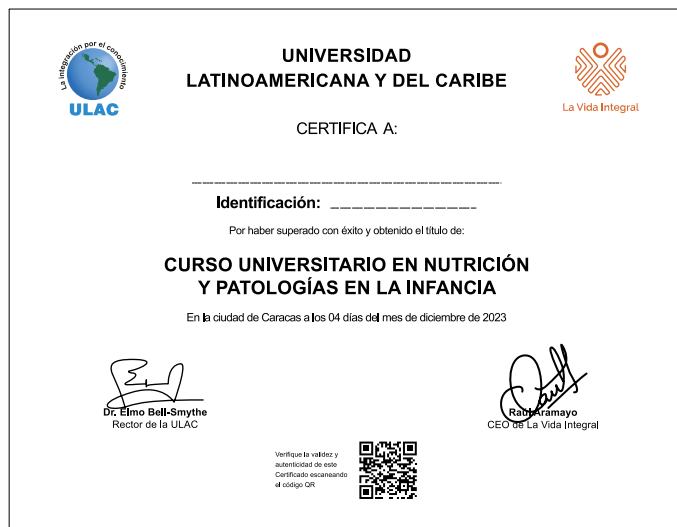 La integración por el conocimiento
ULAC
UNIVERSIDAD
LATINOAMERICANA Y DEL CARIBE
La Vida Integral
CERTIFICA A:
Identificación:
Por haber superado con éxito y obtenido el título de:
CURSO UNIVERSITARIO EN NUTRICIÓN
Y PATOLOGÍAS EN LA INFANCIA
En la ciudad de Caracas a los 04 días del mes de diciembre de 2023
Dr. Elmo Bell-Smythe
Rector de la ULAC
Raúl Aramayo
CEO de La Vida Integral
Verifique la validez y
autenticidad de este
Certificado escaneando
el código QR